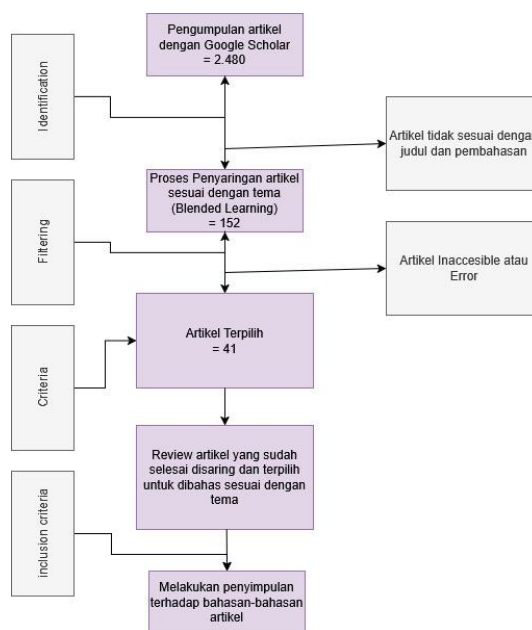 Pengumpulan artikel
dengan Google Scholar
= 2.480
Identification
Artikel tidak sesuai dengan
judul dan pembahasan
Proses Penyaringan artikel
sesuai dengan tema
(Blended Learning)
= 152
Filtering
Artikel Inaccesible atau
Error
Artikel Terpilih
= 41
Criteria
Review artikel yang sudah
selesai disaring dan terpilih
untuk dibahas sesuai dengan
tema
inclusion criteria
Melakukan penyimpulan
terhadap bahasan-bahasan
artikel